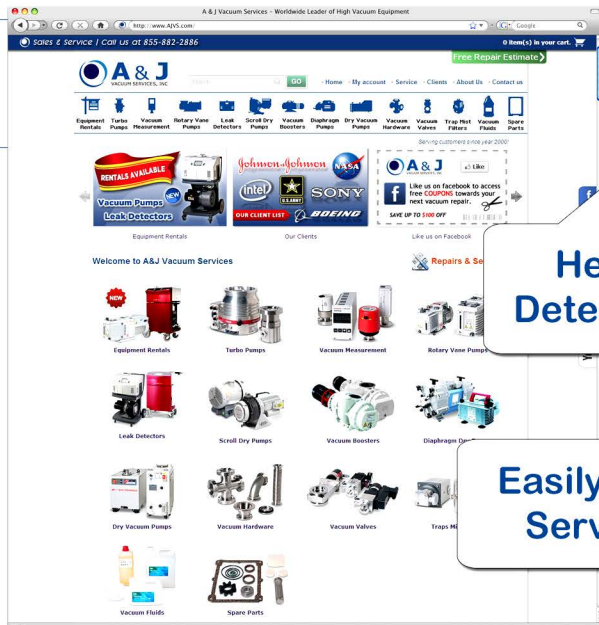 A & J Vacuum Services - Worldwide Leader of High Vacuum Equipment
http://www.AJVS.com/
Google
Sales & Service / Call us at 855-882-2886
0 item(s) in your cart.
Free Repair Estimate
A & J
VACUUM SERVICES, INC
GO
Home My account Service Clients About Us Contact us
Equipment Rentals
Turbo Pumps
Vacuum Measurement
Rotary Vane Pumps
Leak Detectors
Scroll Dry Pumps
Vacuum Boosters
Diaphragm Pumps
Dry Vacuum Pumps
Vacuum Hardware
Vacuum Valves
Trap Mist Filters
Vacuum Fluids
Spare Parts
Serving customers since year 2000!
RENTALS AVAILABLE
NEW
Vacuum Pumps
Leak Detectors
Johnson & Johnson
NASA
intel
U.S.ARMY
SONY
OUR CLIENT LIST
BOEING
A & J
VACUUM SERVICES, INC
Like
f
Like us on facebook to access
free COUPONS towards your
next vacuum repair.
SAVE UP TO $100 OFF
Equipment Rentals
Our Clients
Like us on Facebook
f
Welcome to A&J Vacuum Services
Repairs & Se
He
Dete
NEW
Equipment Rentals
Turbo Pumps
Vacuum Measurement
Rotary Vane Pumps
Y
Leak Detectors
Scroll Dry Pumps
Vacuum Boosters
Diaphragm
Easily
Serv
Dry Vacuum Pumps
Vacuum Hardware
Vacuum Valves
Traps Mi
Vacuum Fluids
Spare Parts